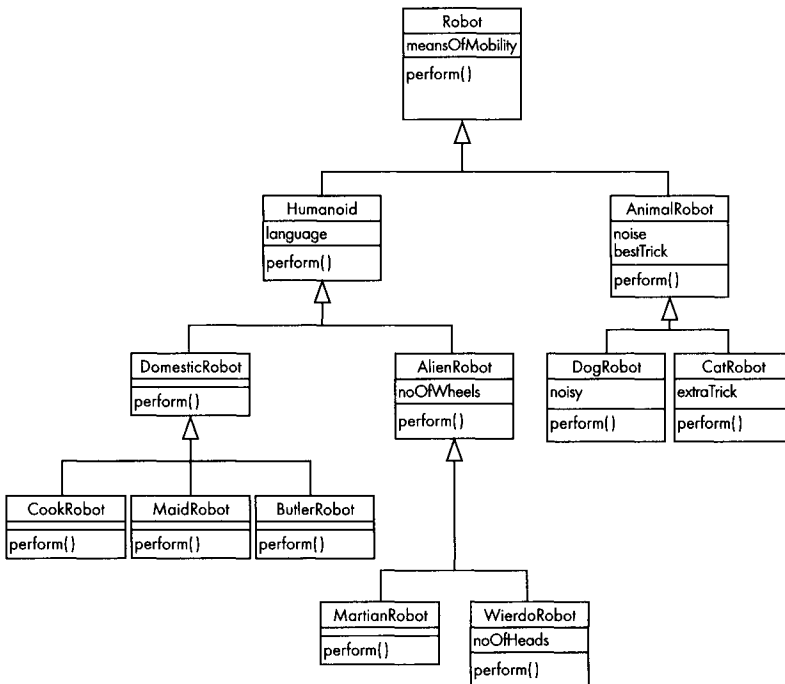 Robot
meansOfMobility
perform()
Humanoid
language
perform()
AnimalRobot
noise
bestTrick
perform()
DomesticRobot
perform()
AlienRobot
noOfWheels
perform()
DogRobot
noisy
perform()
CatRobot
extraTrick
perform()
CookRobot
perform()
MaidRobot
perform()
ButlerRobot
perform()
MartianRobot
perform()
WierdoRobot
noOfHeads
perform()